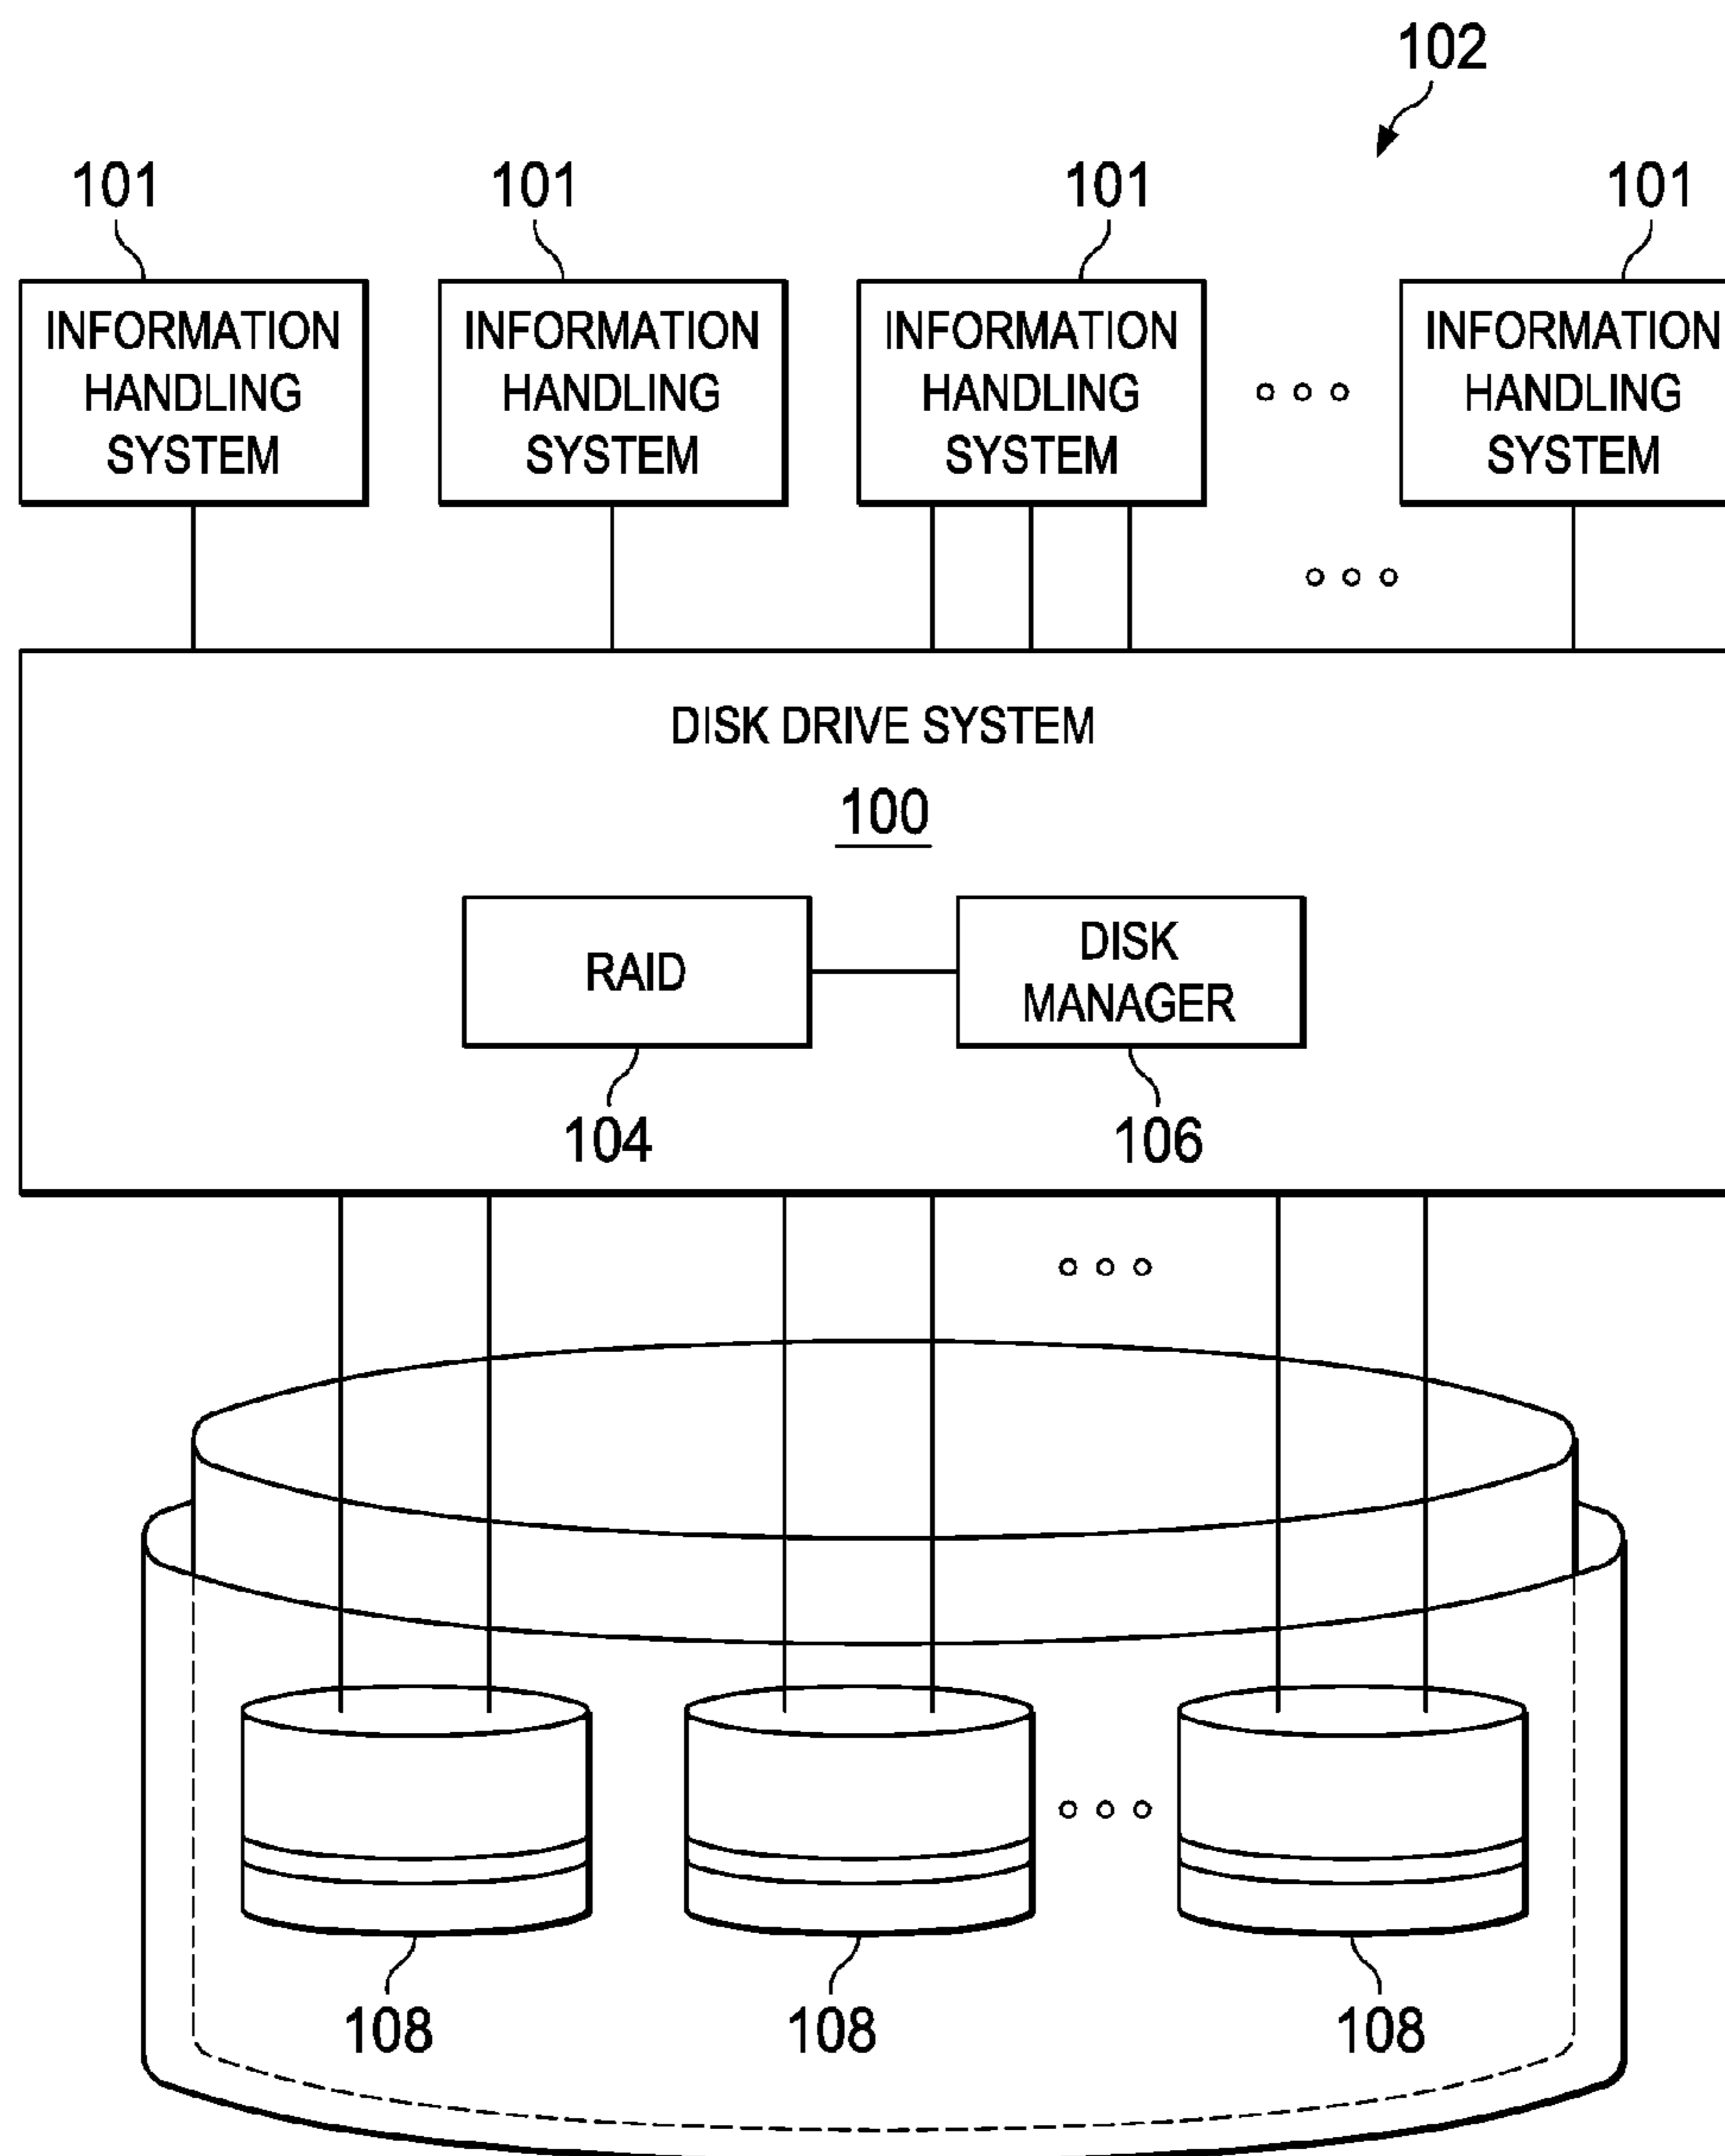 102
101 101 101 101
INFORMATION INFORMATION INFORMATION INFORMATION
HANDLING HANDLING HANDLING HANDLING
SYSTEM SYSTEM SYSTEM SYSTEM
DISK DRIVE SYSTEM
100
RAID
DISK
MANAGER
104 106
108 108 108